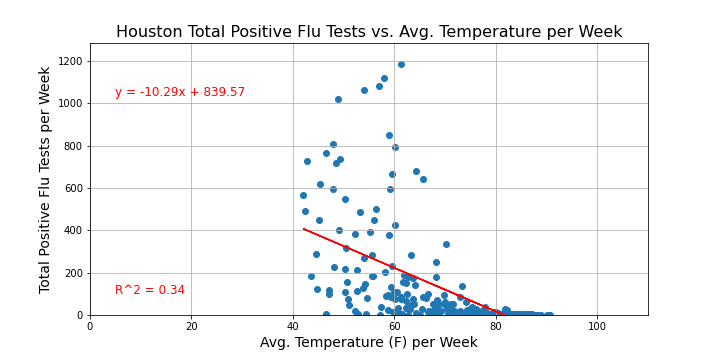 Houston Total Positive Flu Tests vs. Avg. Temperature per Week
Total Positive Flu Tests per Week
1200
1000
800
600
400
200
0
y = -10.29x + 839.57
R^2 = 0.34
0 20 40 60 80 100
Avg. Temperature (F) per Week